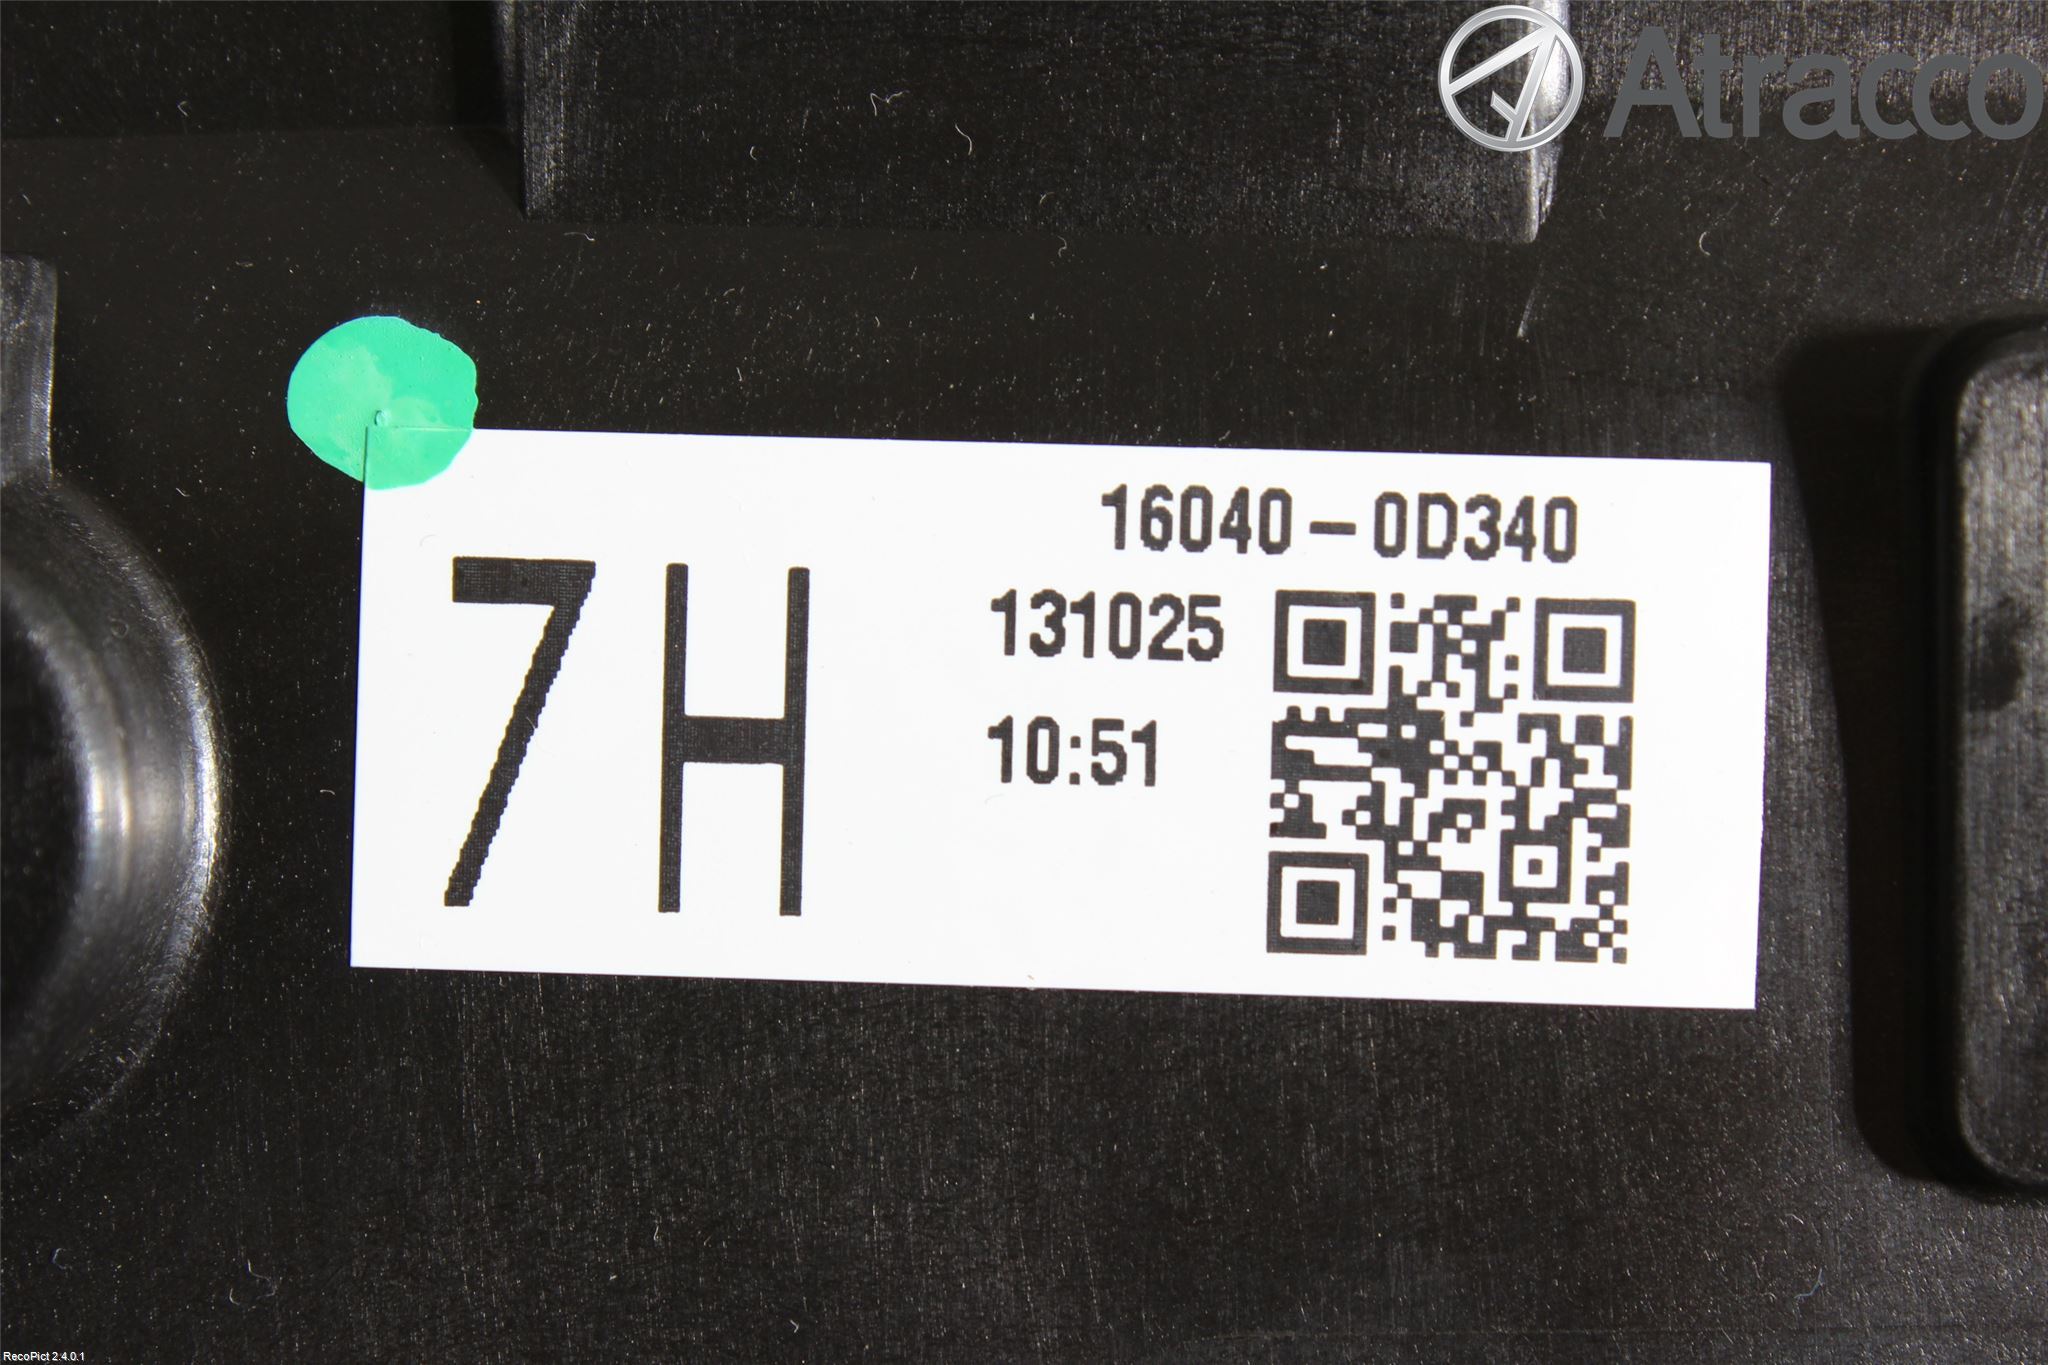 Atracco
7H
16040-0D340
131025
10:51
RecoPict 2.4.0.1